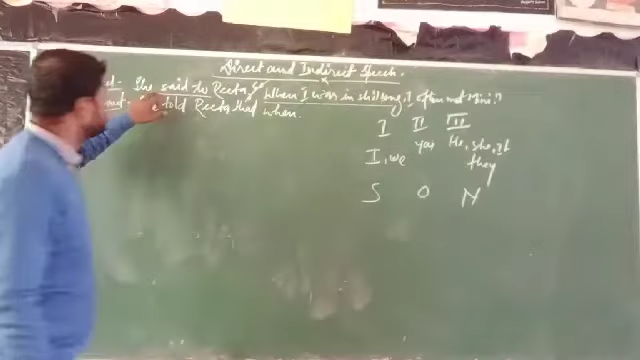 Direct and Indirect Speech.
She said to Reeta, "When I was in shillong, I often met Mini."
told Reeta that when
I II III
I, we you He, she, It
they
S O N